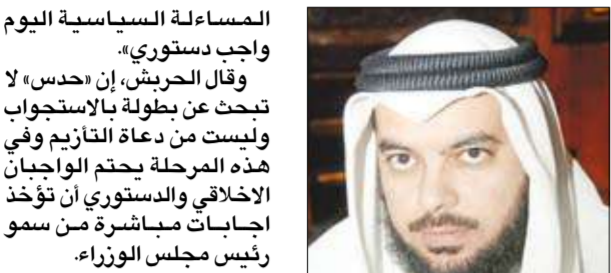 المساءلة السياسية اليوم
واجب دستوري».
وقال الحربش، إن «حدس» لا
تبحث عن بطولة بالاستجواب
وليست من دعاة التأزيم وفي
هذه المرحلة يحتم الواجبان
الاخلاقي والدستوري أن تؤخذ
اجابات مباشرة من سمو
رئيس مجلس الوزراء.